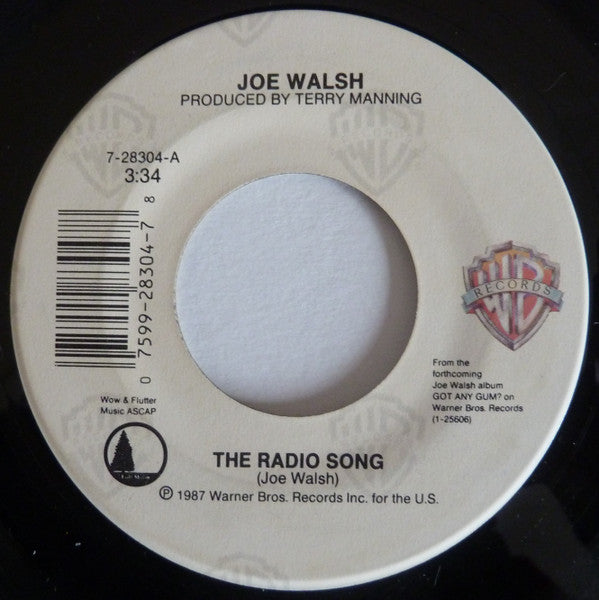 JOE WALSH
PRODUCED BY TERRY MANNING
7-28304-A
3:34
0 7599-28304-7 8
RECORDS
From the
forthcoming
Joe Walsh album
GOT ANY GUM? on
Warner Bros. Records
(1-25606)
Wow & Flutter
Music ASCAP
THE RADIO SONG
(Joe Walsh)
℗ 1987 Warner Bros. Records Inc. for the U.S.